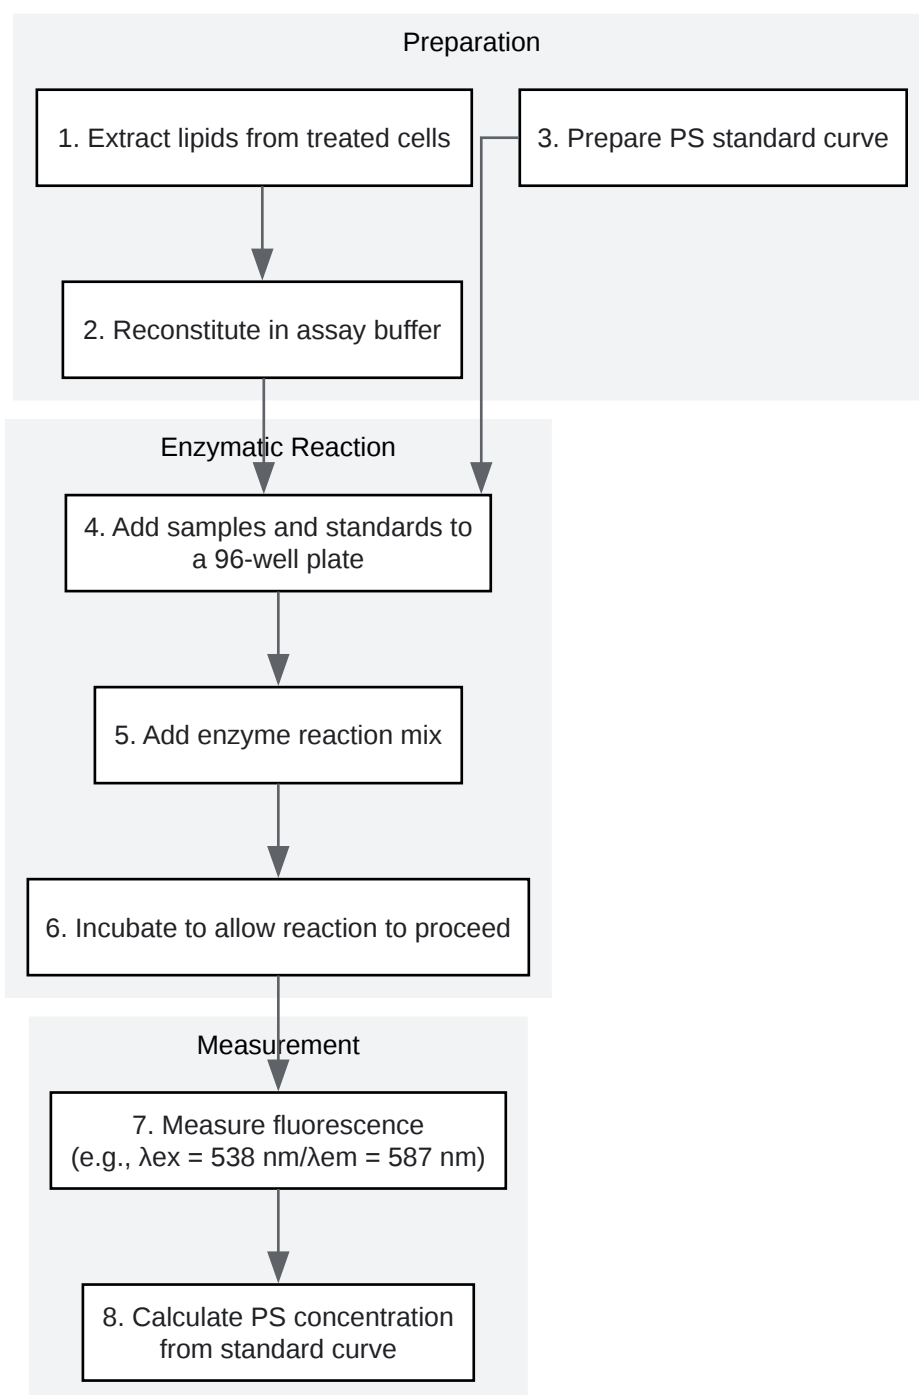 Preparation
1. Extract lipids from treated cells
3. Prepare PS standard curve
2. Reconstitute in assay buffer
Enzymatic Reaction
4. Add samples and standards to
a 96-well plate
5. Add enzyme reaction mix
6. Incubate to allow reaction to proceed
Measurement
7. Measure fluorescence
(e.g., λex = 538 nm/λem = 587 nm)
8. Calculate PS concentration
from standard curve